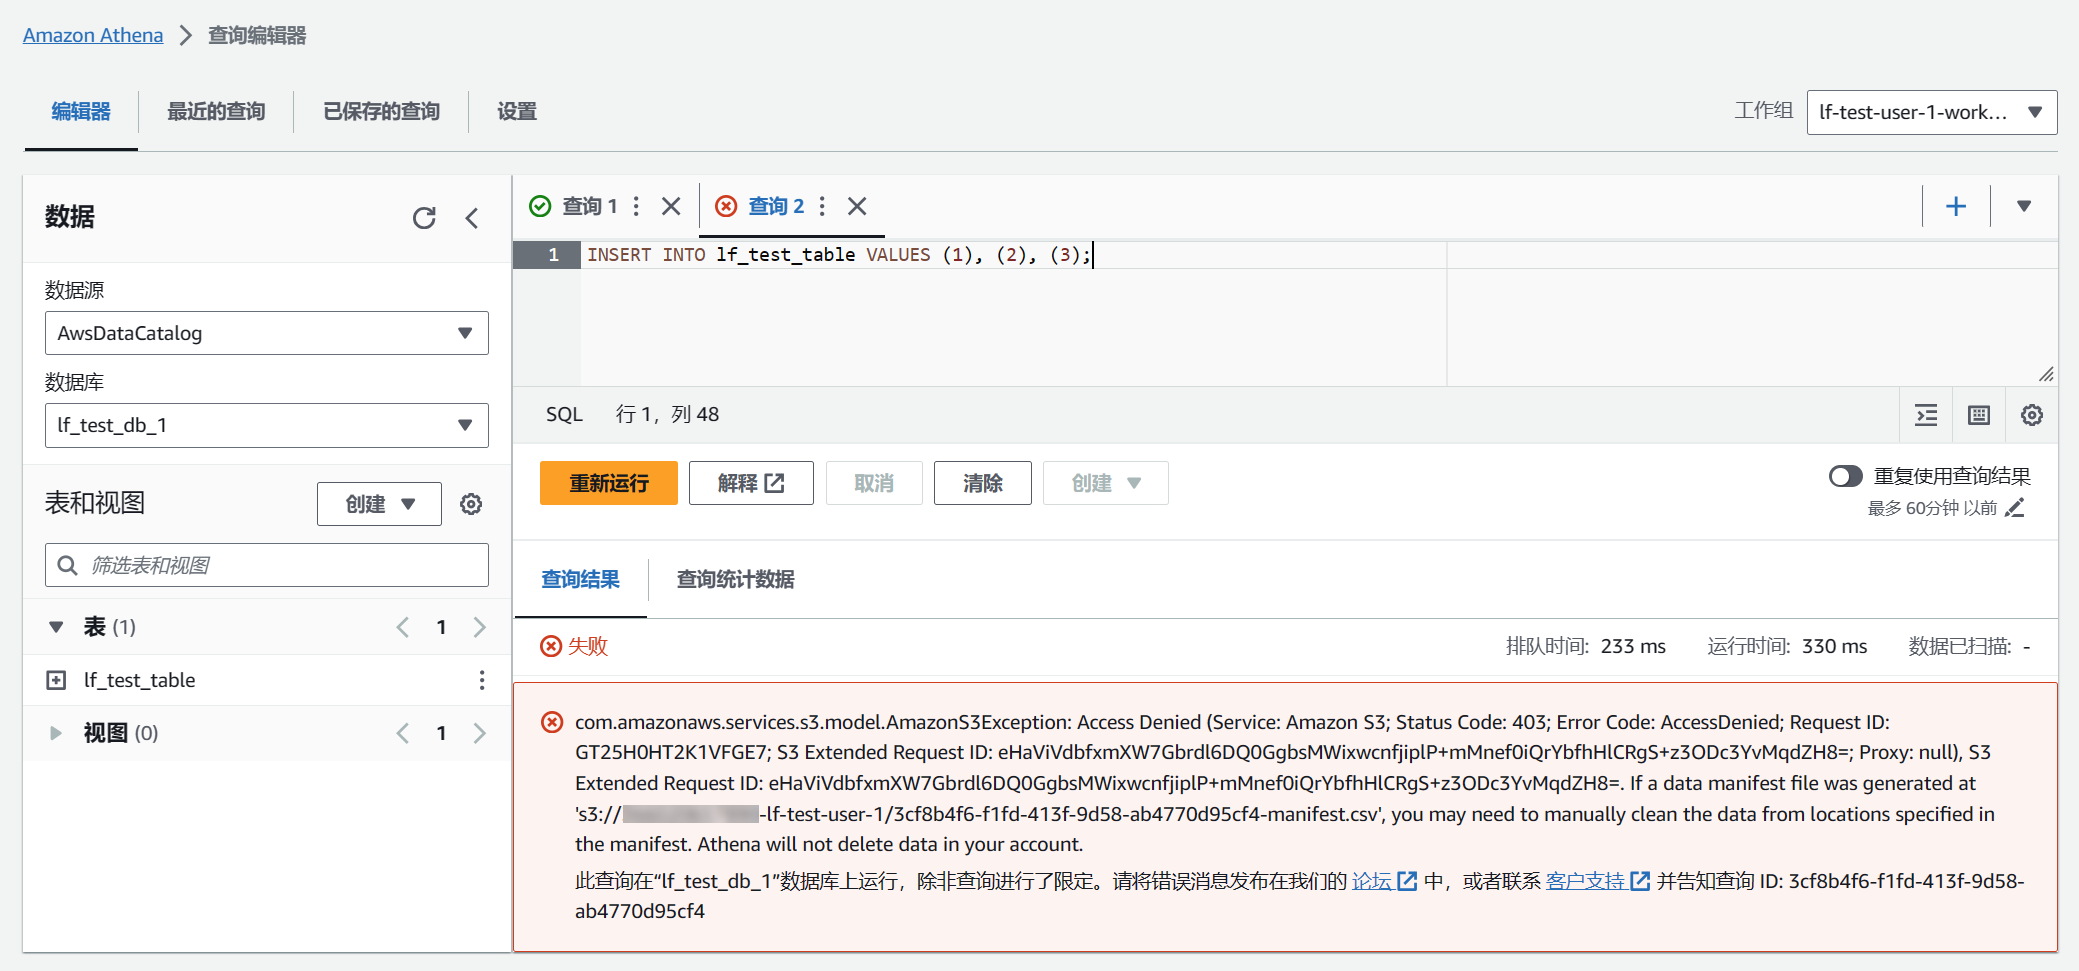 Amazon Athena > 查询编辑器
编辑器 最近的查询 已保存的查询 设置
工作组 lf-test-user-1-work...
数据
数据源
AwsDataCatalog
数据库
lf_test_db_1
表和视图 创建
筛选表和视图
表 (1) 1
lf_test_table
视图 (0) 1
查询 1 查询 2
1 INSERT INTO lf_test_table VALUES (1), (2), (3);
SQL 行 1，列 48
重新运行 解释 取消 清除 创建
重复使用查询结果
最多 60分钟 以前
查询结果 查询统计数据
失败 排队时间: 233 ms 运行时间: 330 ms 数据已扫描: -
com.amazonaws.services.s3.model.AmazonS3Exception: Access Denied (Service: Amazon S3; Status Code: 403; Error Code: AccessDenied; Request ID:
GT25H0HT2K1VFGE7; S3 Extended Request ID: eHaViVdbfxmXW7Gbrdl6DQ0GgbsMWixwcnfjiplP+mMnef0iQrYbfhHlCRgS+z3ODc3YvMqdZH8=; Proxy: null), S3
Extended Request ID: eHaViVdbfxmXW7Gbrdl6DQ0GgbsMWixwcnfjiplP+mMnef0iQrYbfhHlCRgS+z3ODc3YvMqdZH8=. If a data manifest file was generated at
's3://-lf-test-user-1/3cf8b4f6-f1fd-413f-9d58-ab4770d95cf4-manifest.csv', you may need to manually clean the data from locations specified in
the manifest. Athena will not delete data in your account.
此查询在“lf_test_db_1”数据库上运行，除非查询进行了限定。请将错误消息发布在我们的 论坛 中，或者联系 客户支持 并告知查询 ID: 3cf8b4f6-f1fd-413f-9d58-
ab4770d95cf4